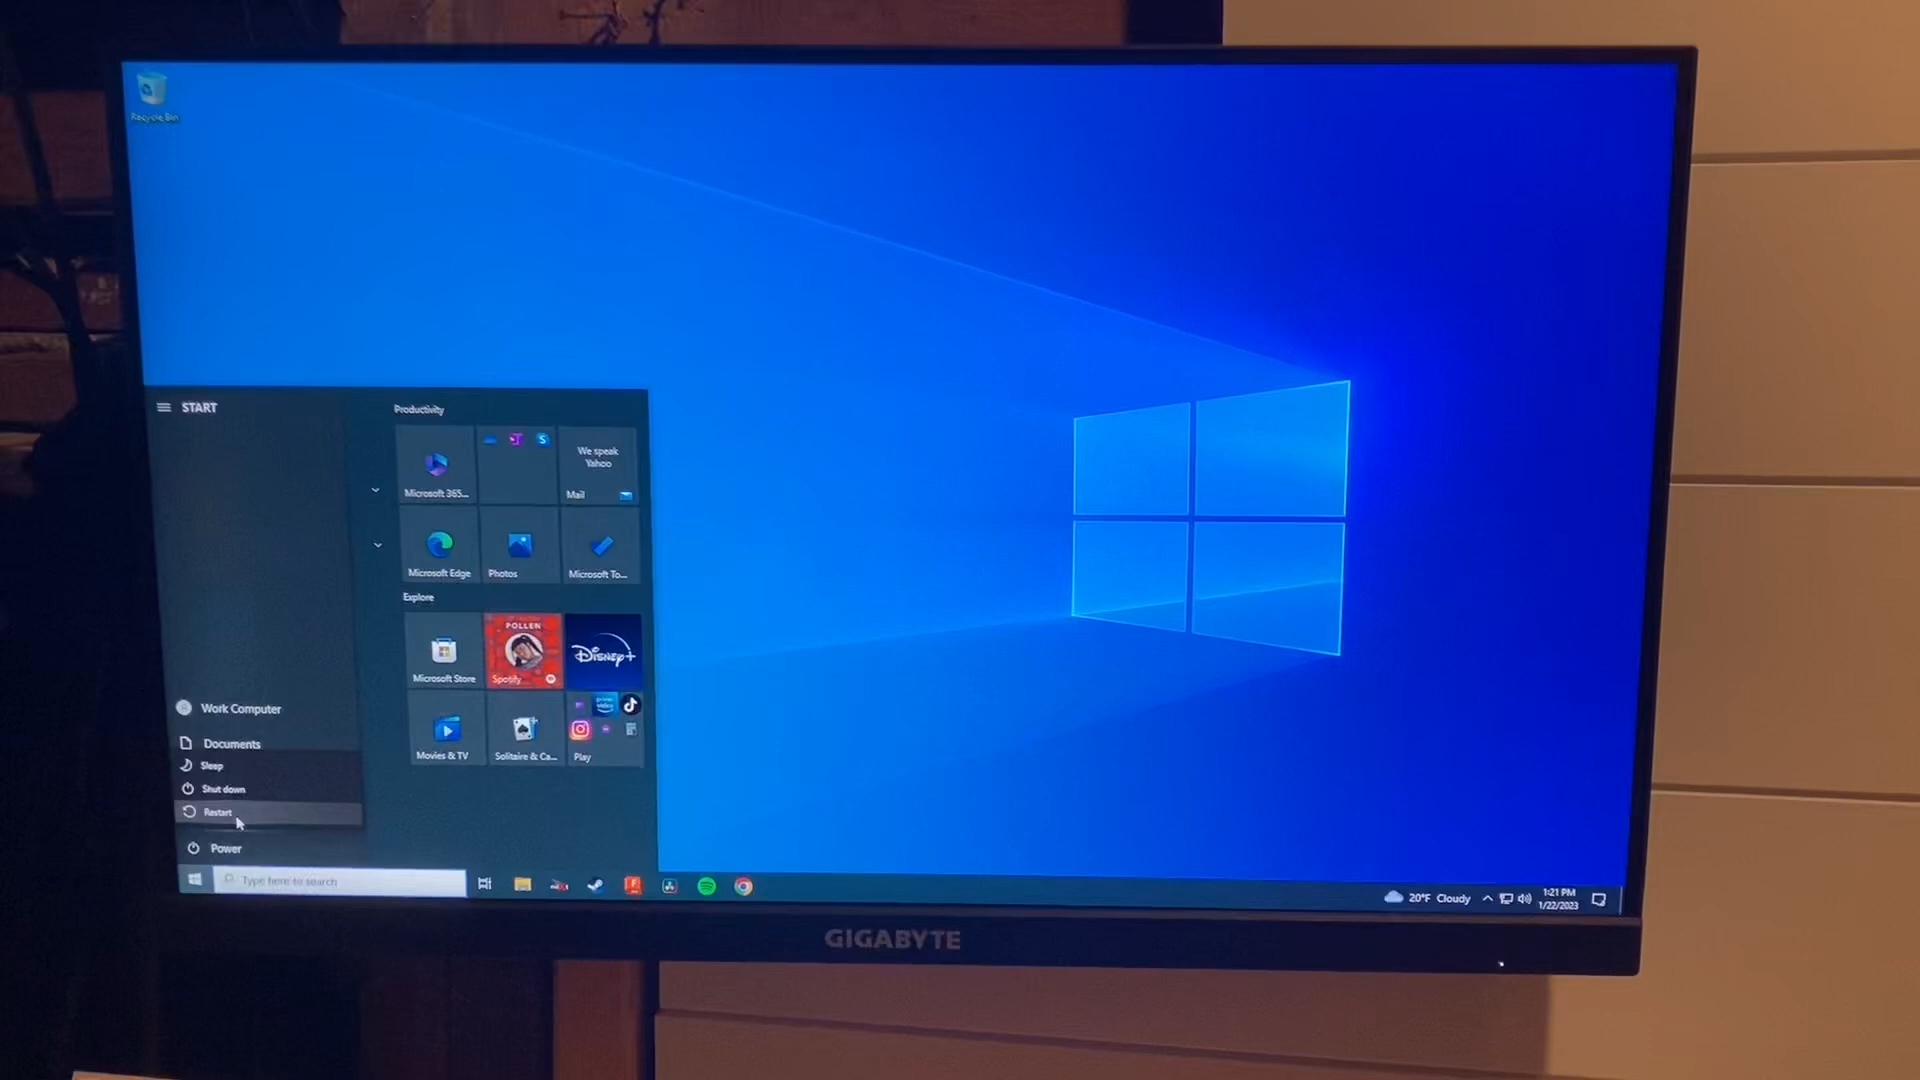 Recycle Bin
START
Productivity
We speak
Yahoo
Microsoft 365...
Mail
Microsoft Edge
Photos
Microsoft To...
Explore
POLLEN
Disney+
Microsoft Store
Spotify
prime
video
Movies & TV
Solitaire & Ca...
Play
Work Computer
Documents
Sleep
Shut down
Restart
Power
Type here to search
20°F Cloudy
1:21 PM
1/22/2023
GIGABYTE